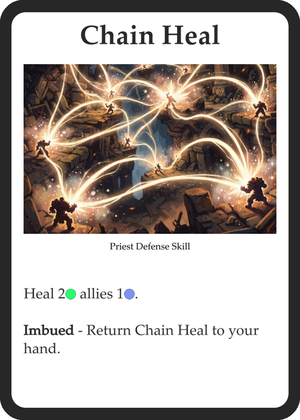 Chain Heal
Priest Defense Skill
Heal 2 allies 1.
Imbued - Return Chain Heal to your
hand.